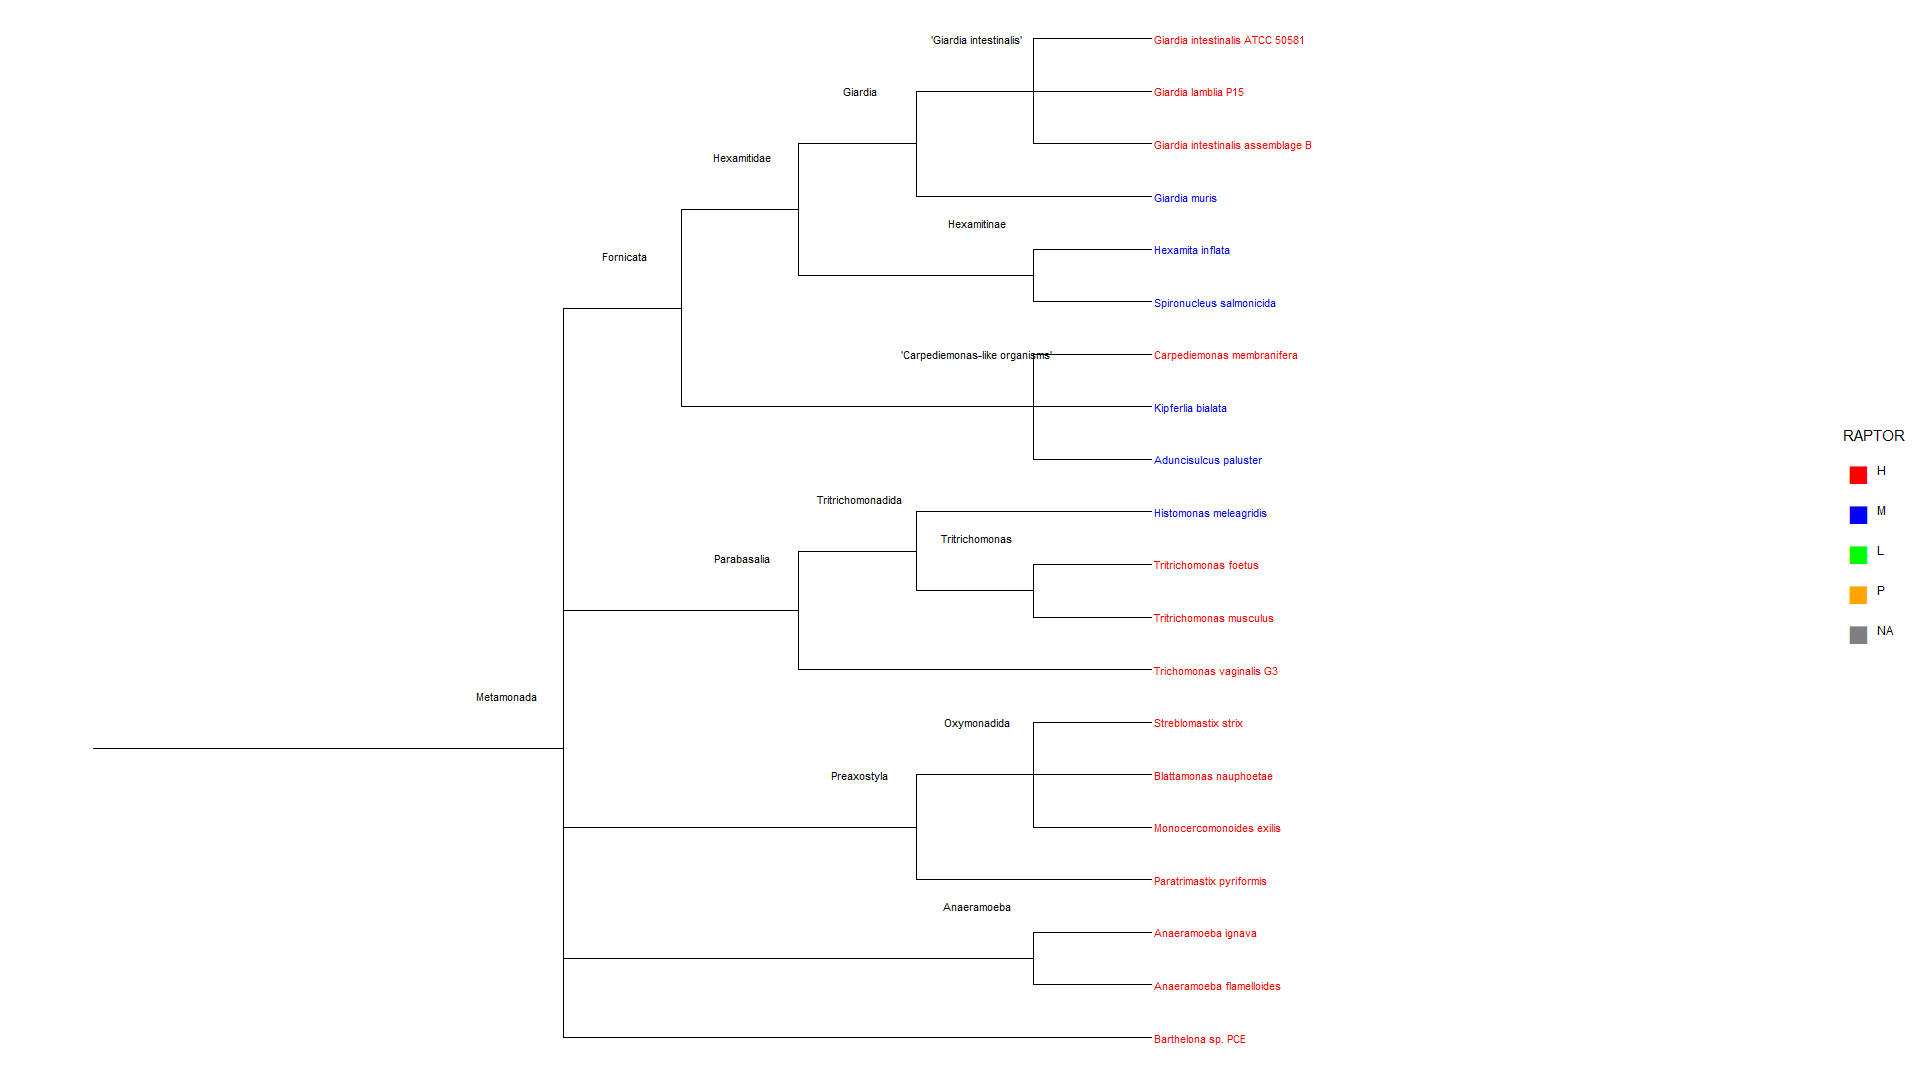 'Giardia intestinalis'
Giardia intestinalis ATCC 50581
Giardia
Giardia lamblia P15
Giardia intestinalis assemblage B
Hexamitidae
Giardia muris
Hexamitinae
Hexamita inflata
Fornicata
Spironucleus salmonicida
'Carpediemonas-like organisms'
Carpediemonas membranifera
Kipferlia bialata
Aduncisulcus paluster
Tritrichomonadida
Histomonas meleagridis
Tritrichomonas
Parabasalia
Tritrichomonas foetus
Tritrichomonas musculus
Trichomonas vaginalis G3
Metamonada
Oxymonadida
Streblomastix strix
Preaxostyla
Blattamonas nauphoetae
Monocercomonoides exilis
Paratrimastix pyriformis
Anaeramoeba
Anaeramoeba ignava
Anaeramoeba flamelloides
Barthelona sp. PCE
RAPTOR
H
M
L
P
NA